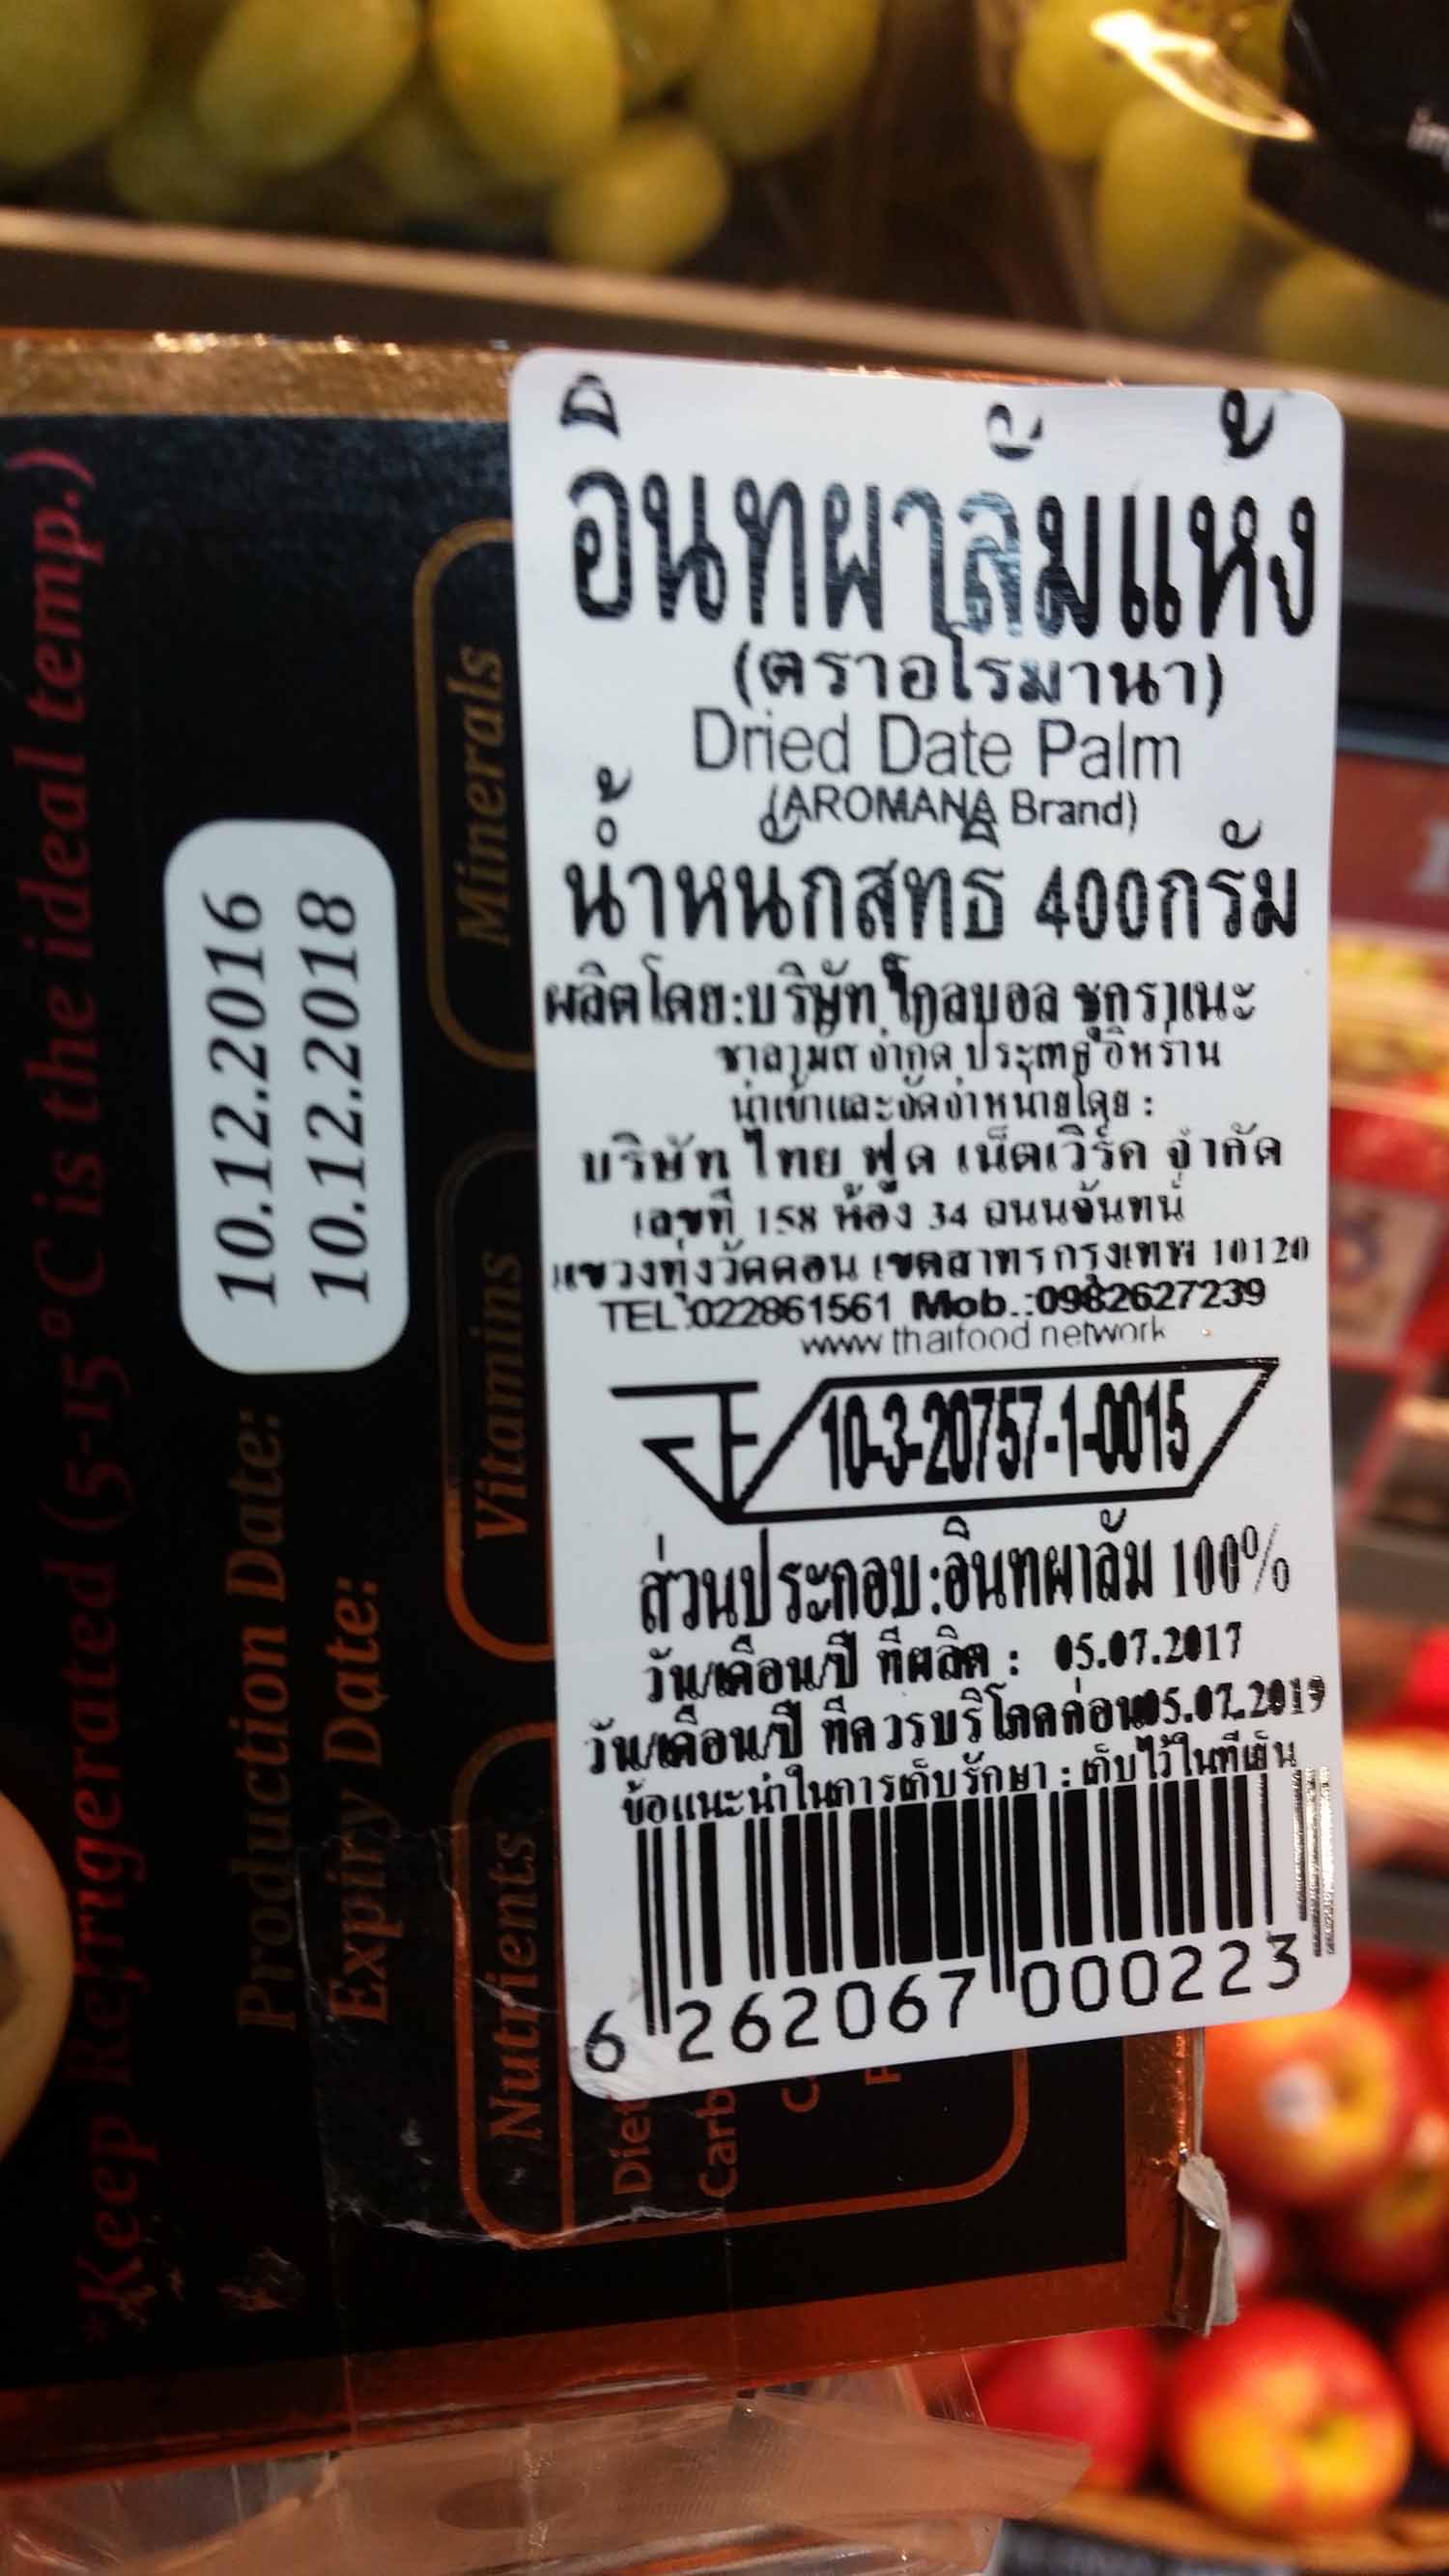 อินทผาลัมแห้ง
(ตราอโรมานา)
Dried Date Palm
(AROMANA Brand)
น้ำหนักสุทธิ 400กรัม
ผลิตโดย:บริษัท โกลบอล
จำกัด ประเทศ อิหร่าน
นำเข้าและจัดจำหน่ายโดย :
บริษัท ไทย ฟูด เน็ตเวิร์ค จำกัด
เลขที่ 158 ห้อง 34 ถนนจันทน์
แขวงทุ่งวัดดอน เขตสาทร กรุงเทพ 10120
TEL:022861561 Mob.:0982627239
www thaifood network
10-3-20757-1-0015
ส่วนประกอบ:อินทผาลัม 100%
วัน/เดือน/ปี ที่ผลิต : 05.07.2017
วัน/เดือน/ปี ที่ควรบริโภคก่อน05.07.2019
ข้อแนะนำในการเก็บรักษา : เก็บไว้ในที่เย็น
6 262067 000223
*Keep Refrigerated (5-15°C is the ideal temp.)
Production Date: 10.12.2016
Expiry Date: 10.12.2018
Nutrients Vitamins Minerals